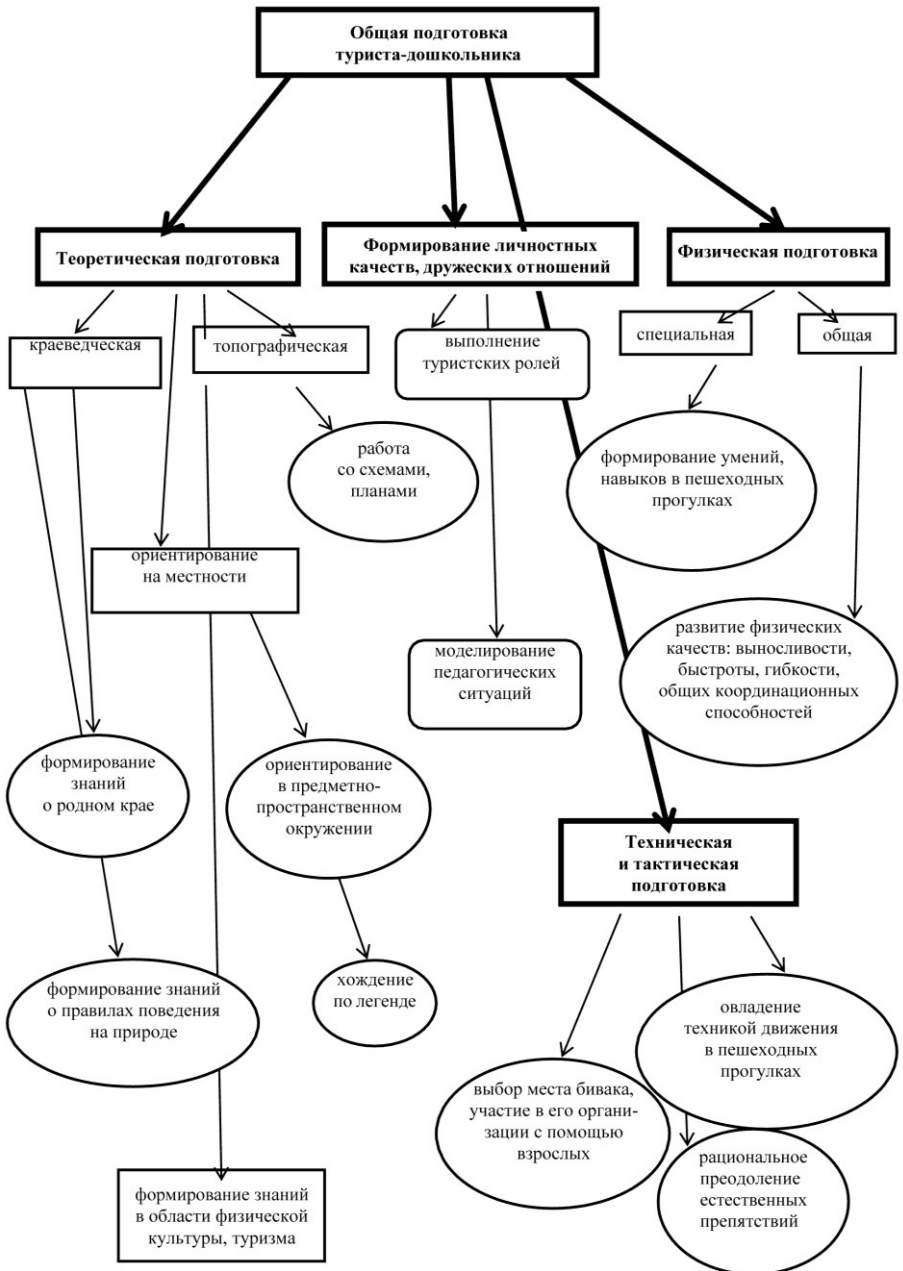 Общая подготовка
туриста-дошкольника
Теоретическая подготовка
Формирование личностных
качеств, дружеских отношений
Физическая подготовка
краеведческая
топографическая
выполнение
туристских ролей
специальная
общая
работа
со схемами,
планами
формирование умений,
навыков в пешеходных
прогулках
ориентирование
на местности
моделирование
педагогических
ситуаций
развитие физических
качеств: выносливости,
быстроты, гибкости,
общих координационных
способностей
формирование
знаний
о родном крае
ориентирование
в предметно-
пространственном
окружении
Техническая
и тактическая
подготовка
формирование знаний
о правилах поведения
на природе
хождение
по легенде
овладение
техникой движения
в пешеходных
прогулках
выбор места бивака,
участие в его органи-
зации с помощью
взрослых
рациональное
преодоление
естественных
препятствий
формирование знаний
в области физической
культуры, туризма